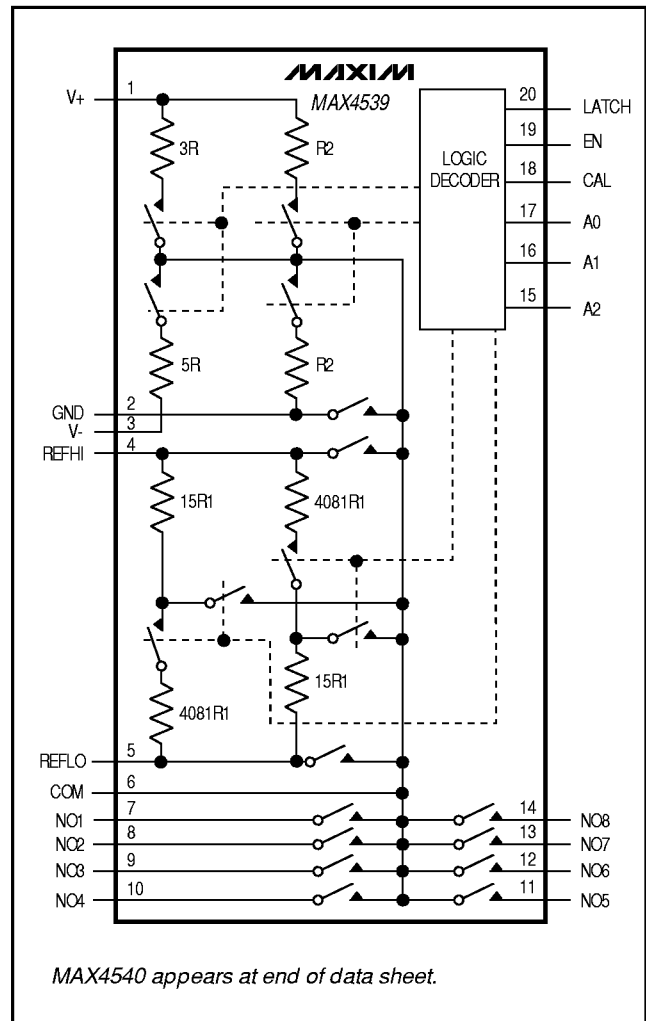 MAXIM
MAX4539
V+ 1
20 LATCH
19 EN
18 CAL
17 A0
16 A1
15 A2
LOGIC
DECODER
3R
R2
5R
R2
GND 2
V- 3
REFHI 4
15R1
4081R1
15R1
4081R1
REFLO 5
COM 6
NO1 7
14 NO8
NO2 8
13 NO7
NO3 9
12 NO6
NO4 10
11 NO5
MAX4540 appears at end of data sheet.